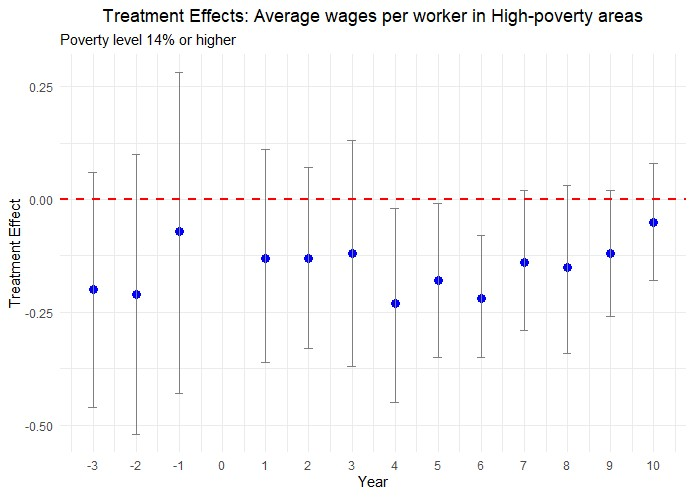 Treatment Effects: Average wages per worker in High-poverty areas
Poverty level 14% or higher
0.25
0.00
-0.25
-0.50
Treatment Effect
-3 -2 -1 0 1 2 3 4 5 6 7 8 9 10
Year